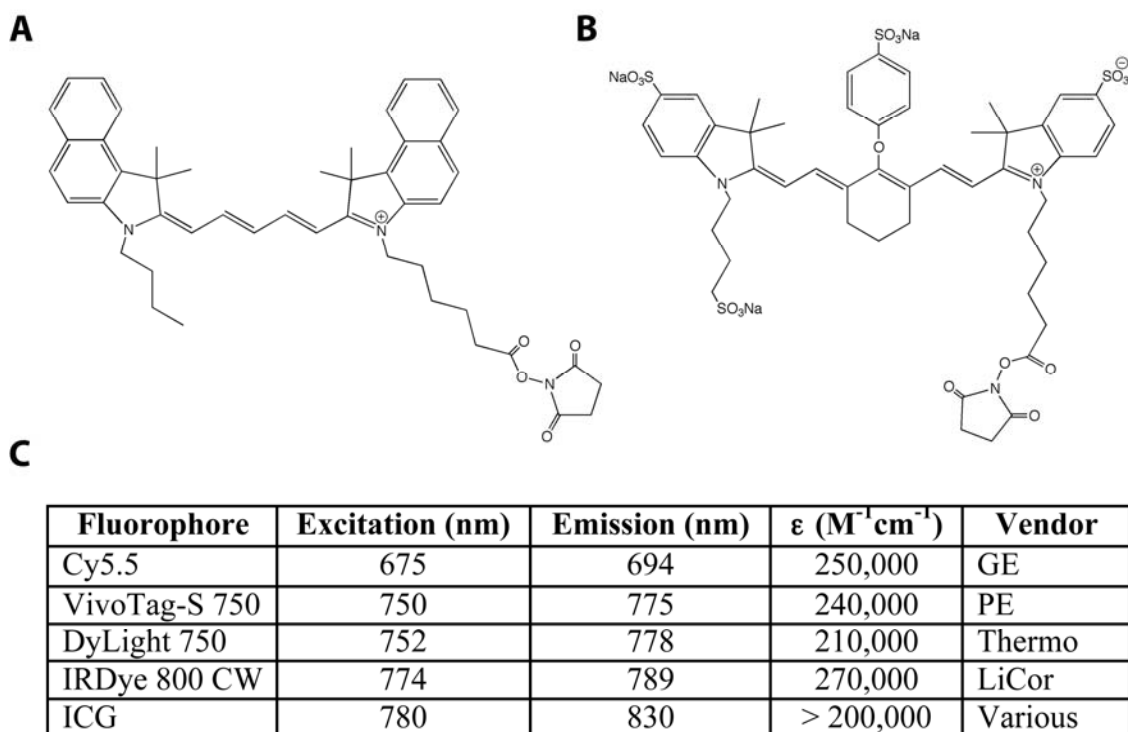 A
B
SO3Na
NaO3S
SO3⊖
O
N
N
⊕
N
N
⊕
SO3Na
O
O
O
N
O
O
O
O
N
O
O
C
Fluorophore Excitation (nm) Emission (nm) ε (M⁻¹cm⁻¹) Vendor
Cy5.5 675 694 250,000 GE
VivoTag-S 750 750 775 240,000 PE
DyLight 750 752 778 210,000 Thermo
IRDye 800 CW 774 789 270,000 LiCor
ICG 780 830 > 200,000 Various